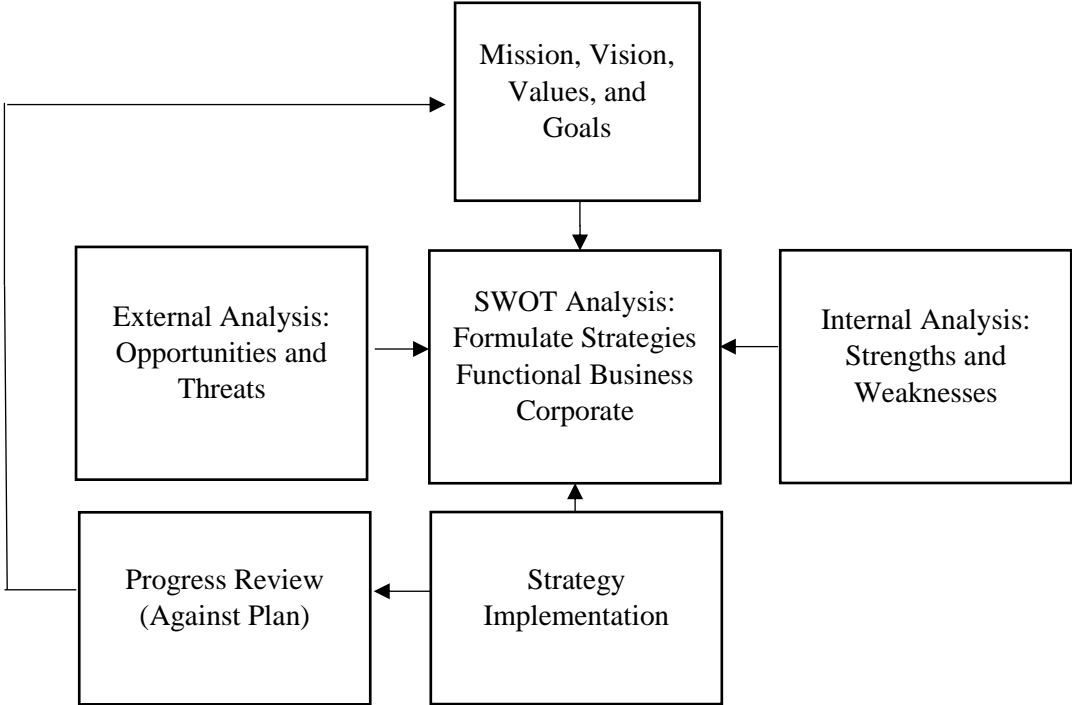 Mission, Vision,
Values, and
Goals
External Analysis:
Opportunities and
Threats
SWOT Analysis:
Formulate Strategies
Functional Business
Corporate
Internal Analysis:
Strengths and
Weaknesses
Progress Review
(Against Plan)
Strategy
Implementation